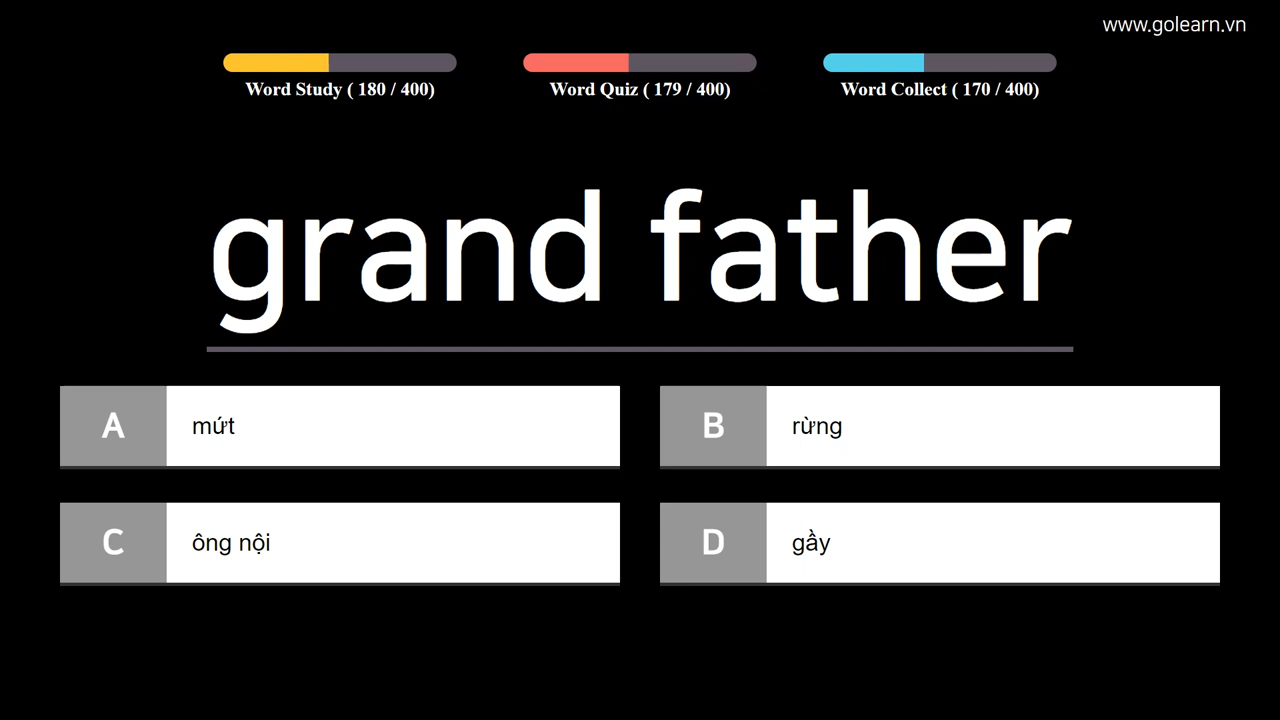 www.golearn.vn
Word Study ( 180 / 400)
Word Quiz ( 179 / 400)
Word Collect ( 170 / 400)
grand father
A mứt
B rừng
C ông nội
D gầy